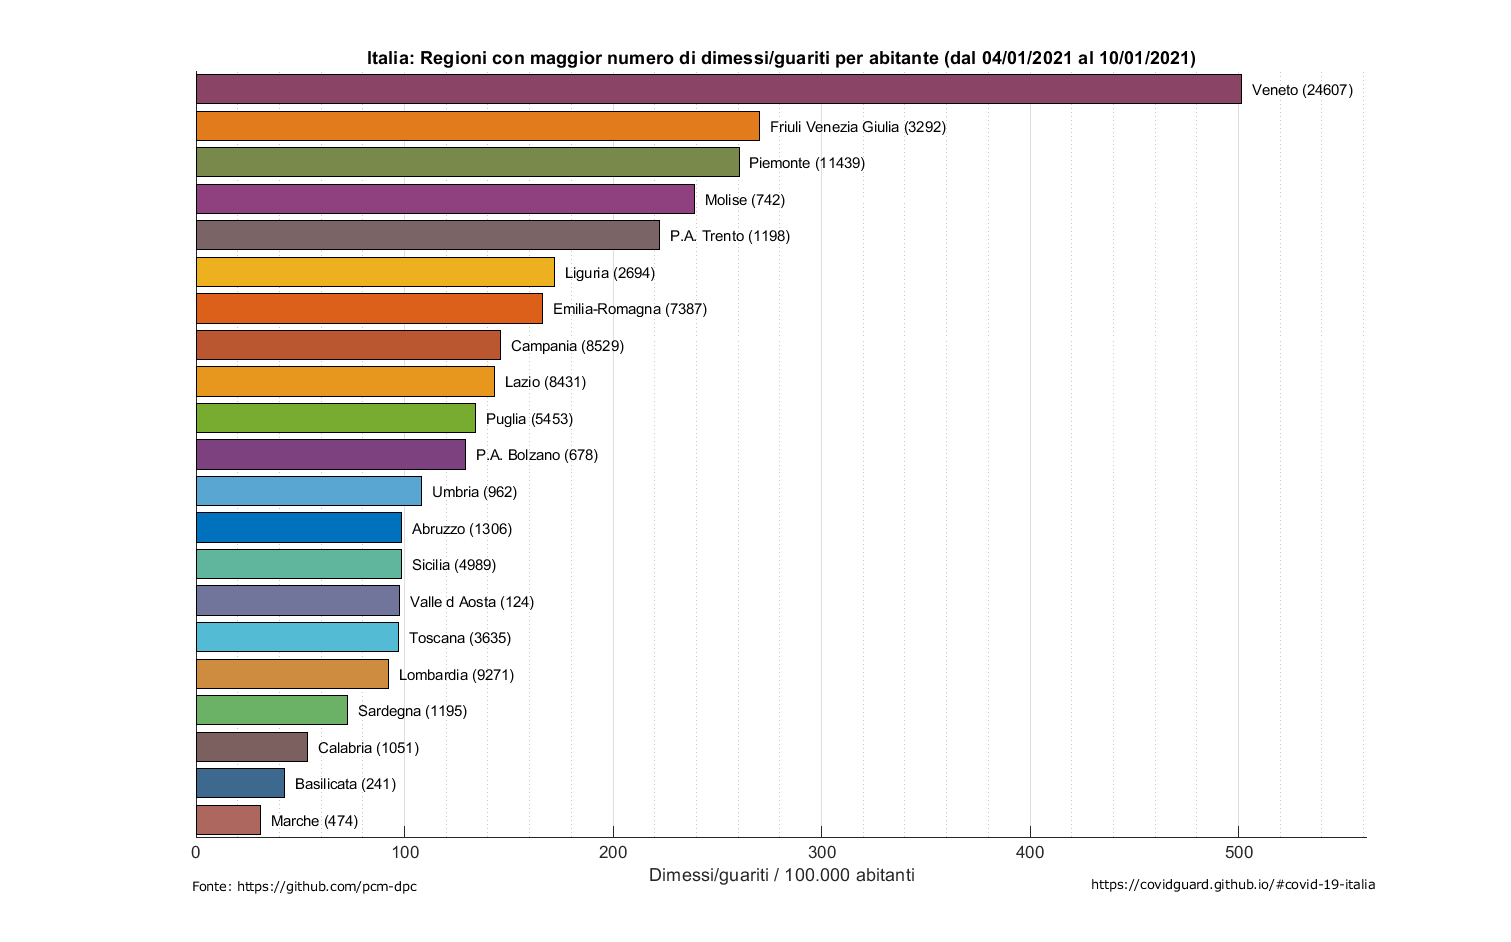 Italia: Regioni con maggior numero di dimessi/guariti per abitante (dal 04/01/2021 al 10/01/2021)
Veneto (24607)
Friuli Venezia Giulia (3292)
Piemonte (11439)
Molise (742)
P.A. Trento (1198)
Liguria (2694)
Emilia-Romagna (7387)
Campania (8529)
Lazio (8431)
Puglia (5453)
P.A. Bolzano (678)
Umbria (962)
Abruzzo (1306)
Sicilia (4989)
Valle d Aosta (124)
Toscana (3635)
Lombardia (9271)
Sardegna (1195)
Calabria (1051)
Basilicata (241)
Marche (474)
0 100 200 300 400 500
Dimessi/guariti / 100.000 abitanti
Fonte: https://github.com/pcm-dpc
https://covidguard.github.io/#covid-19-italia